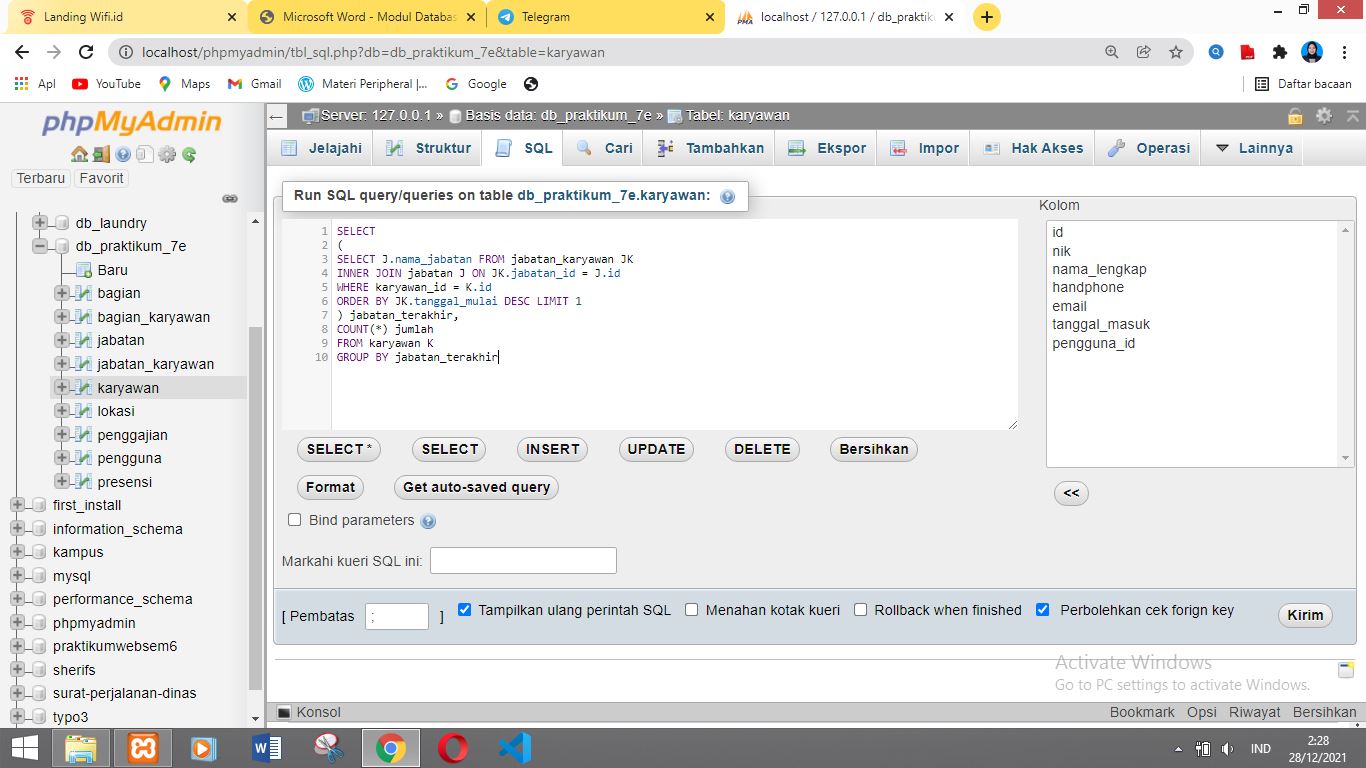 Landing Wifi.id
Microsoft Word - Modul Databas
Telegram
localhost / 127.0.0.1 / db_praktik
localhost/phpmyadmin/tbl_sql.php?db=db_praktikum_7e&table=karyawan
Apl
YouTube
Maps
Gmail
Materi Peripheral |...
Google
Daftar bacaan
phpMyAdmin
Terbaru
Favorit
db_laundry
db_praktikum_7e
Baru
bagian
bagian_karyawan
jabatan
jabatan_karyawan
karyawan
lokasi
penggajian
pengguna
presensi
first_install
information_schema
kampus
mysql
performance_schema
phpmyadmin
praktikumwebsem6
sherifs
surat-perjalanan-dinas
typo3
Server: 127.0.0.1 » Basis data: db_praktikum_7e » Tabel: karyawan
Jelajahi
Struktur
SQL
Cari
Tambahkan
Ekspor
Impor
Hak Akses
Operasi
Lainnya
Run SQL query/queries on table db_praktikum_7e.karyawan:
1 SELECT
2 (
3 SELECT J.nama_jabatan FROM jabatan_karyawan JK
4 INNER JOIN jabatan J ON JK.jabatan_id = J.id
5 WHERE karyawan_id = K.id
6 ORDER BY JK.tanggal_mulai DESC LIMIT 1
7 ) jabatan_terakhir,
8 COUNT(*) jumlah
9 FROM karyawan K
10 GROUP BY jabatan_terakhir
Kolom
id
nik
nama_lengkap
handphone
email
tanggal_masuk
pengguna_id
<<
SELECT *
SELECT
INSERT
UPDATE
DELETE
Bersihkan
Format
Get auto-saved query
Bind parameters
Markahi kueri SQL ini:
[ Pembatas ; ]
Tampilkan ulang perintah SQL
Menahan kotak kueri
Rollback when finished
Perbolehkan cek forign key
Kirim
Activate Windows
Go to PC settings to activate Windows.
Konsol
Bookmark
Opsi
Riwayat
Bersihkan
IND
2:28
28/12/2021